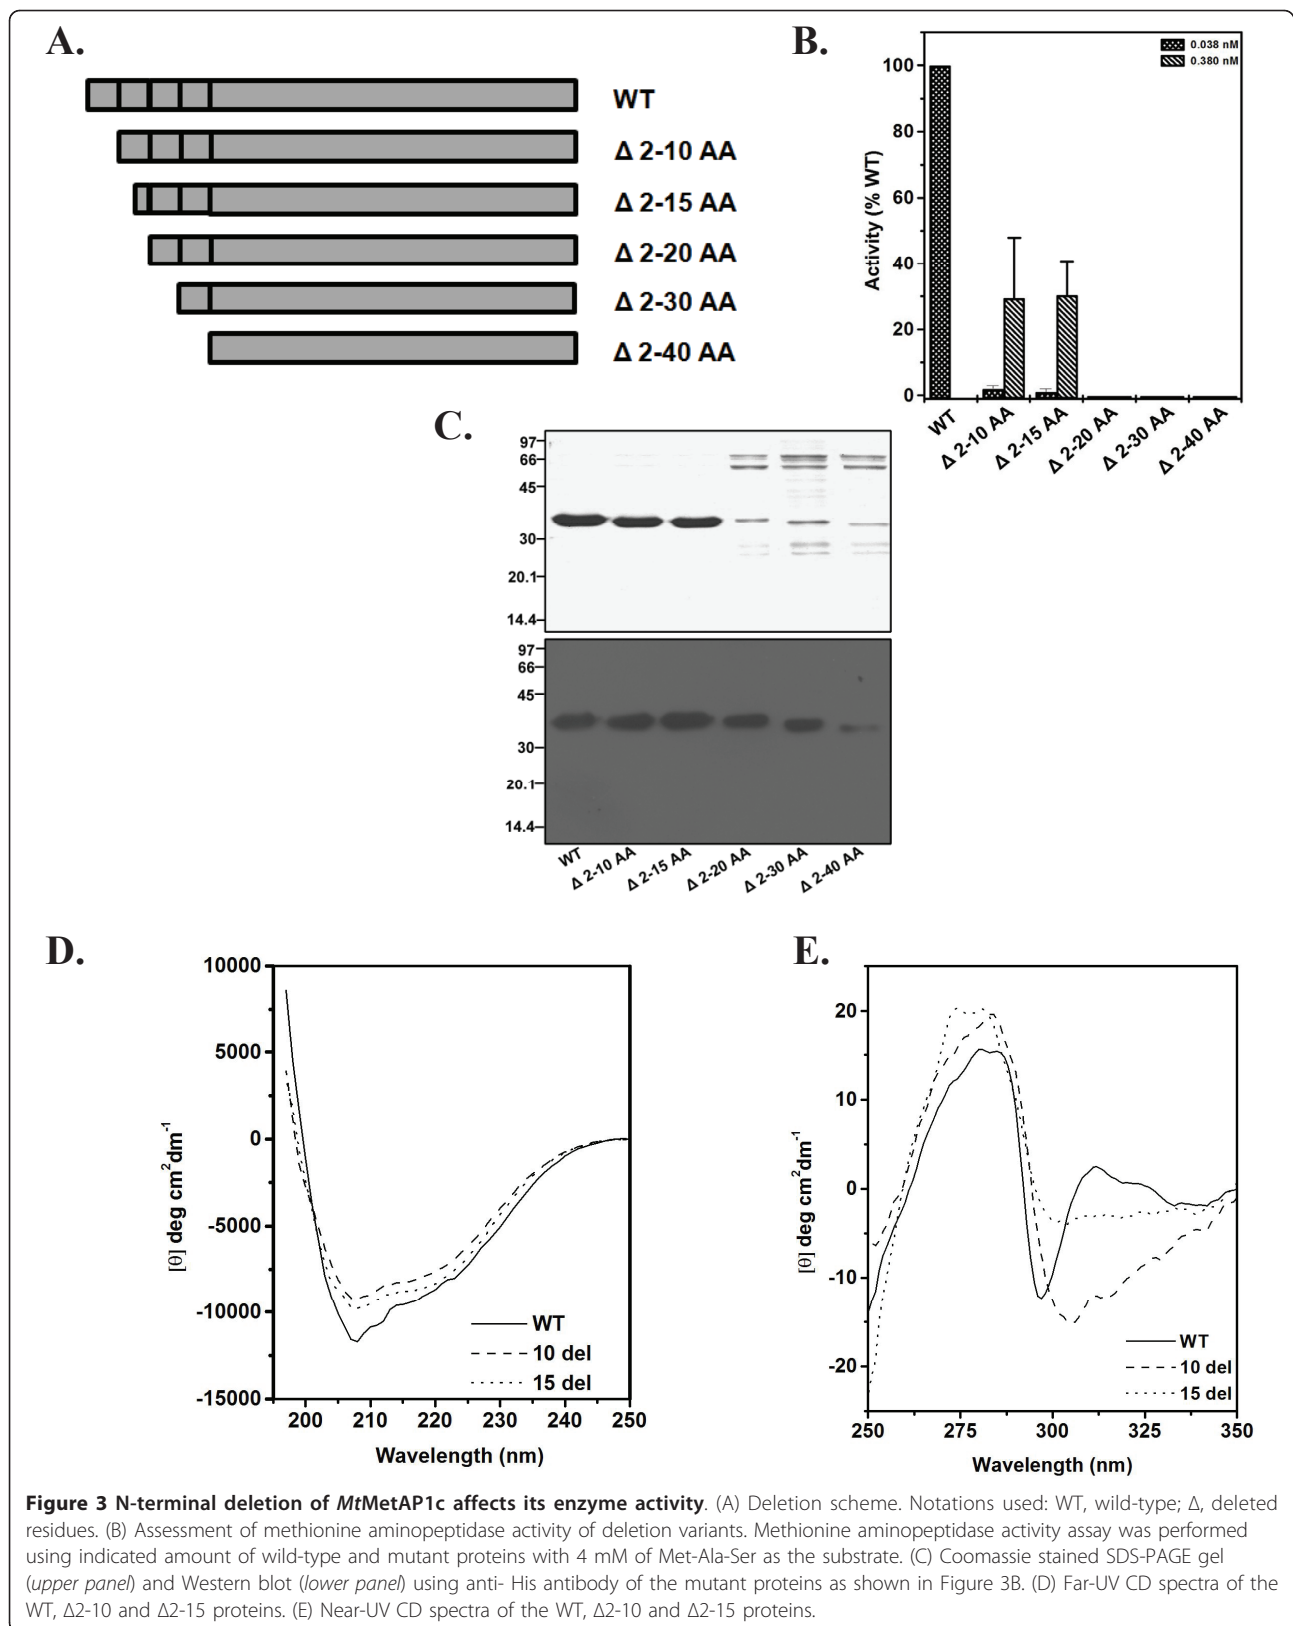 A.
WT
Δ 2-10 AA
Δ 2-15 AA
Δ 2-20 AA
Δ 2-30 AA
Δ 2-40 AA
B.
0.038 nM
0.380 nM
Activity (% WT)
100
80
60
40
20
0
WT
Δ 2-10 AA
Δ 2-15 AA
Δ 2-20 AA
Δ 2-30 AA
Δ 2-40 AA
C.
97
66
45
30
20.1
14.4
97
66
45
30
20.1
14.4
WT
Δ 2-10 AA
Δ 2-15 AA
Δ 2-20 AA
Δ 2-30 AA
Δ 2-40 AA
D.
[θ] deg cm²dm⁻¹
10000
5000
0
-5000
-10000
-15000
WT
10 del
15 del
200
210
220
230
240
250
Wavelength (nm)
E.
[θ] deg cm²dm⁻¹
20
10
0
-10
-20
WT
10 del
15 del
250
275
300
325
350
Wavelength (nm)
Figure 3 N-terminal deletion of MtMetAP1c affects its enzyme activity. (A) Deletion scheme. Notations used: WT, wild-type; Δ, deleted
residues. (B) Assessment of methionine aminopeptidase activity of deletion variants. Methionine aminopeptidase activity assay was performed
using indicated amount of wild-type and mutant proteins with 4 mM of Met-Ala-Ser as the substrate. (C) Coomassie stained SDS-PAGE gel
(upper panel) and Western blot (lower panel) using anti- His antibody of the mutant proteins as shown in Figure 3B. (D) Far-UV CD spectra of the
WT, Δ2-10 and Δ2-15 proteins. (E) Near-UV CD spectra of the WT, Δ2-10 and Δ2-15 proteins.